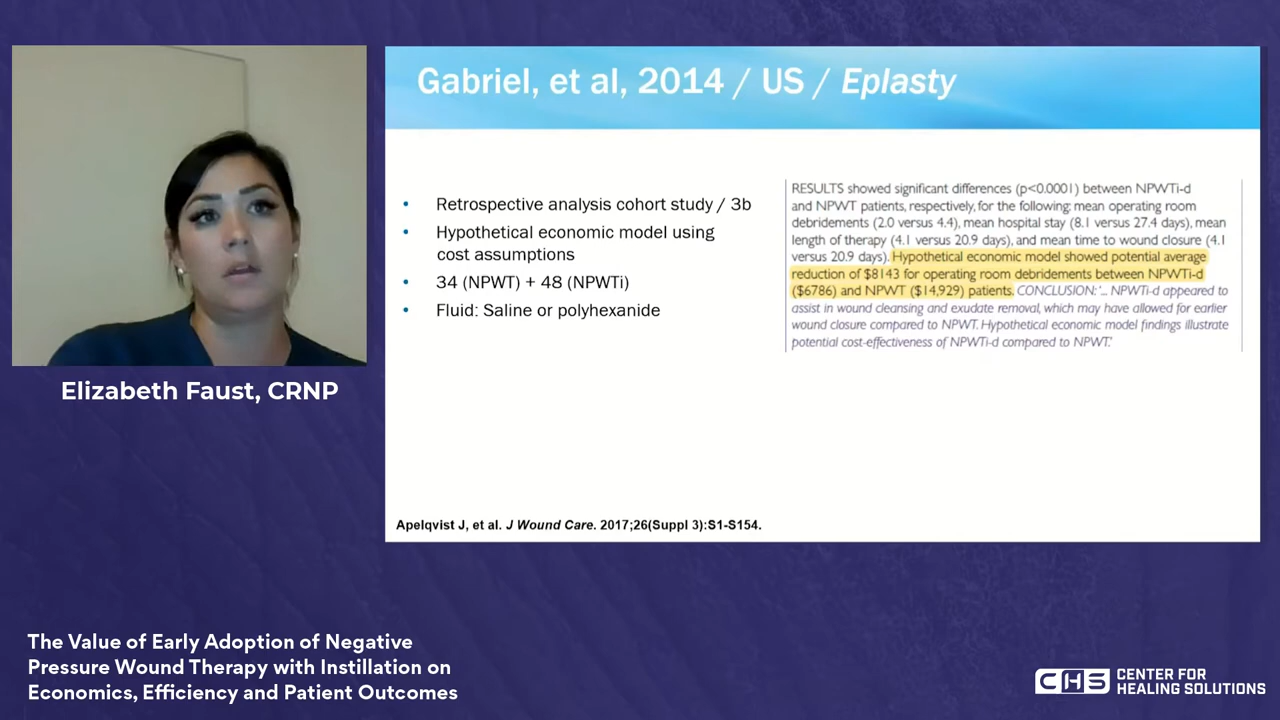 Gabriel, et al, 2014 / US / Eplasty
• Retrospective analysis cohort study / 3b
• Hypothetical economic model using
cost assumptions
• 34 (NPWT) + 48 (NPWTi)
• Fluid: Saline or polyhexanide
RESULTS showed significant differences (p<0.0001) between NPWTi-d
and NPWT patients, respectively, for the following: mean operating room
debridements (2.0 versus 4.4), mean hospital stay (8.1 versus 27.4 days), mean
length of therapy (4.1 versus 20.9 days), and mean time to wound closure (4.1
versus 20.9 days). Hypothetical economic model showed potential average
reduction of $8143 for operating room debridements between NPWTi-d
($6786) and NPWT ($14,929) patients. CONCLUSION: '... NPWTi-d appeared to
assist in wound cleansing and exudate removal, which may have allowed for earlier
wound closure compared to NPWT. Hypothetical economic model findings illustrate
potential cost-effectiveness of NPWTi-d compared to NPWT.'
Apelqvist J, et al. J Wound Care. 2017;26(Suppl 3):S1-S154.
Elizabeth Faust, CRNP
The Value of Early Adoption of Negative
Pressure Wound Therapy with Instillation on
Economics, Efficiency and Patient Outcomes
CHS
CENTER FOR
HEALING SOLUTIONS